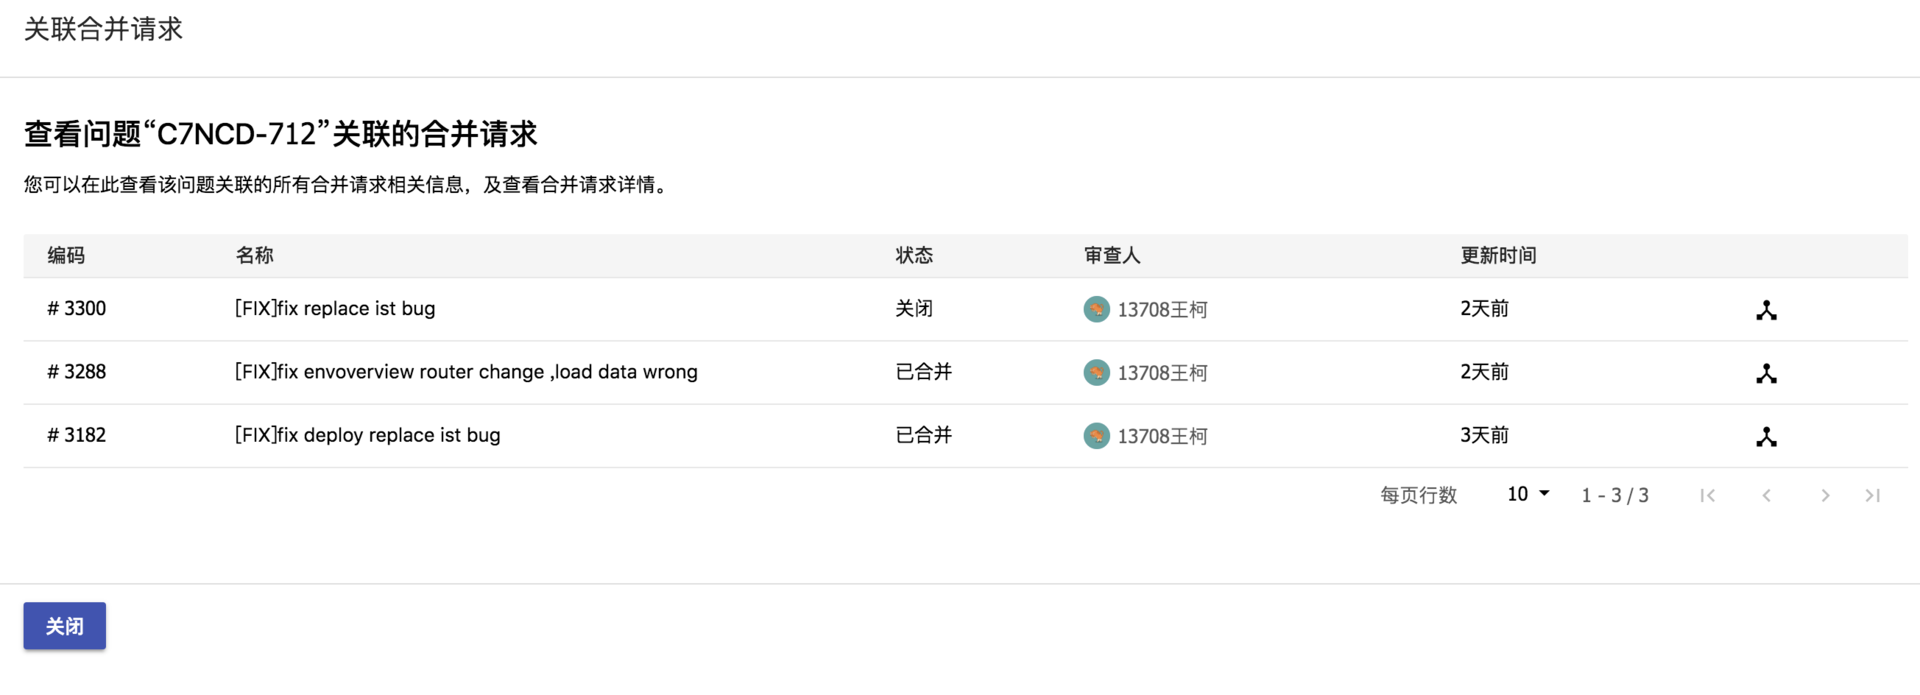 关联合并请求
查看问题“C7NCD-712”关联的合并请求
您可以在此查看该问题关联的所有合并请求相关信息，及查看合并请求详情。
编码 名称 状态 审查人 更新时间
# 3300 [FIX]fix replace ist bug 关闭 13708王柯 2天前
# 3288 [FIX]fix envoverview router change ,load data wrong 已合并 13708王柯 2天前
# 3182 [FIX]fix deploy replace ist bug 已合并 13708王柯 3天前
每页行数 10 1 - 3 / 3
关闭